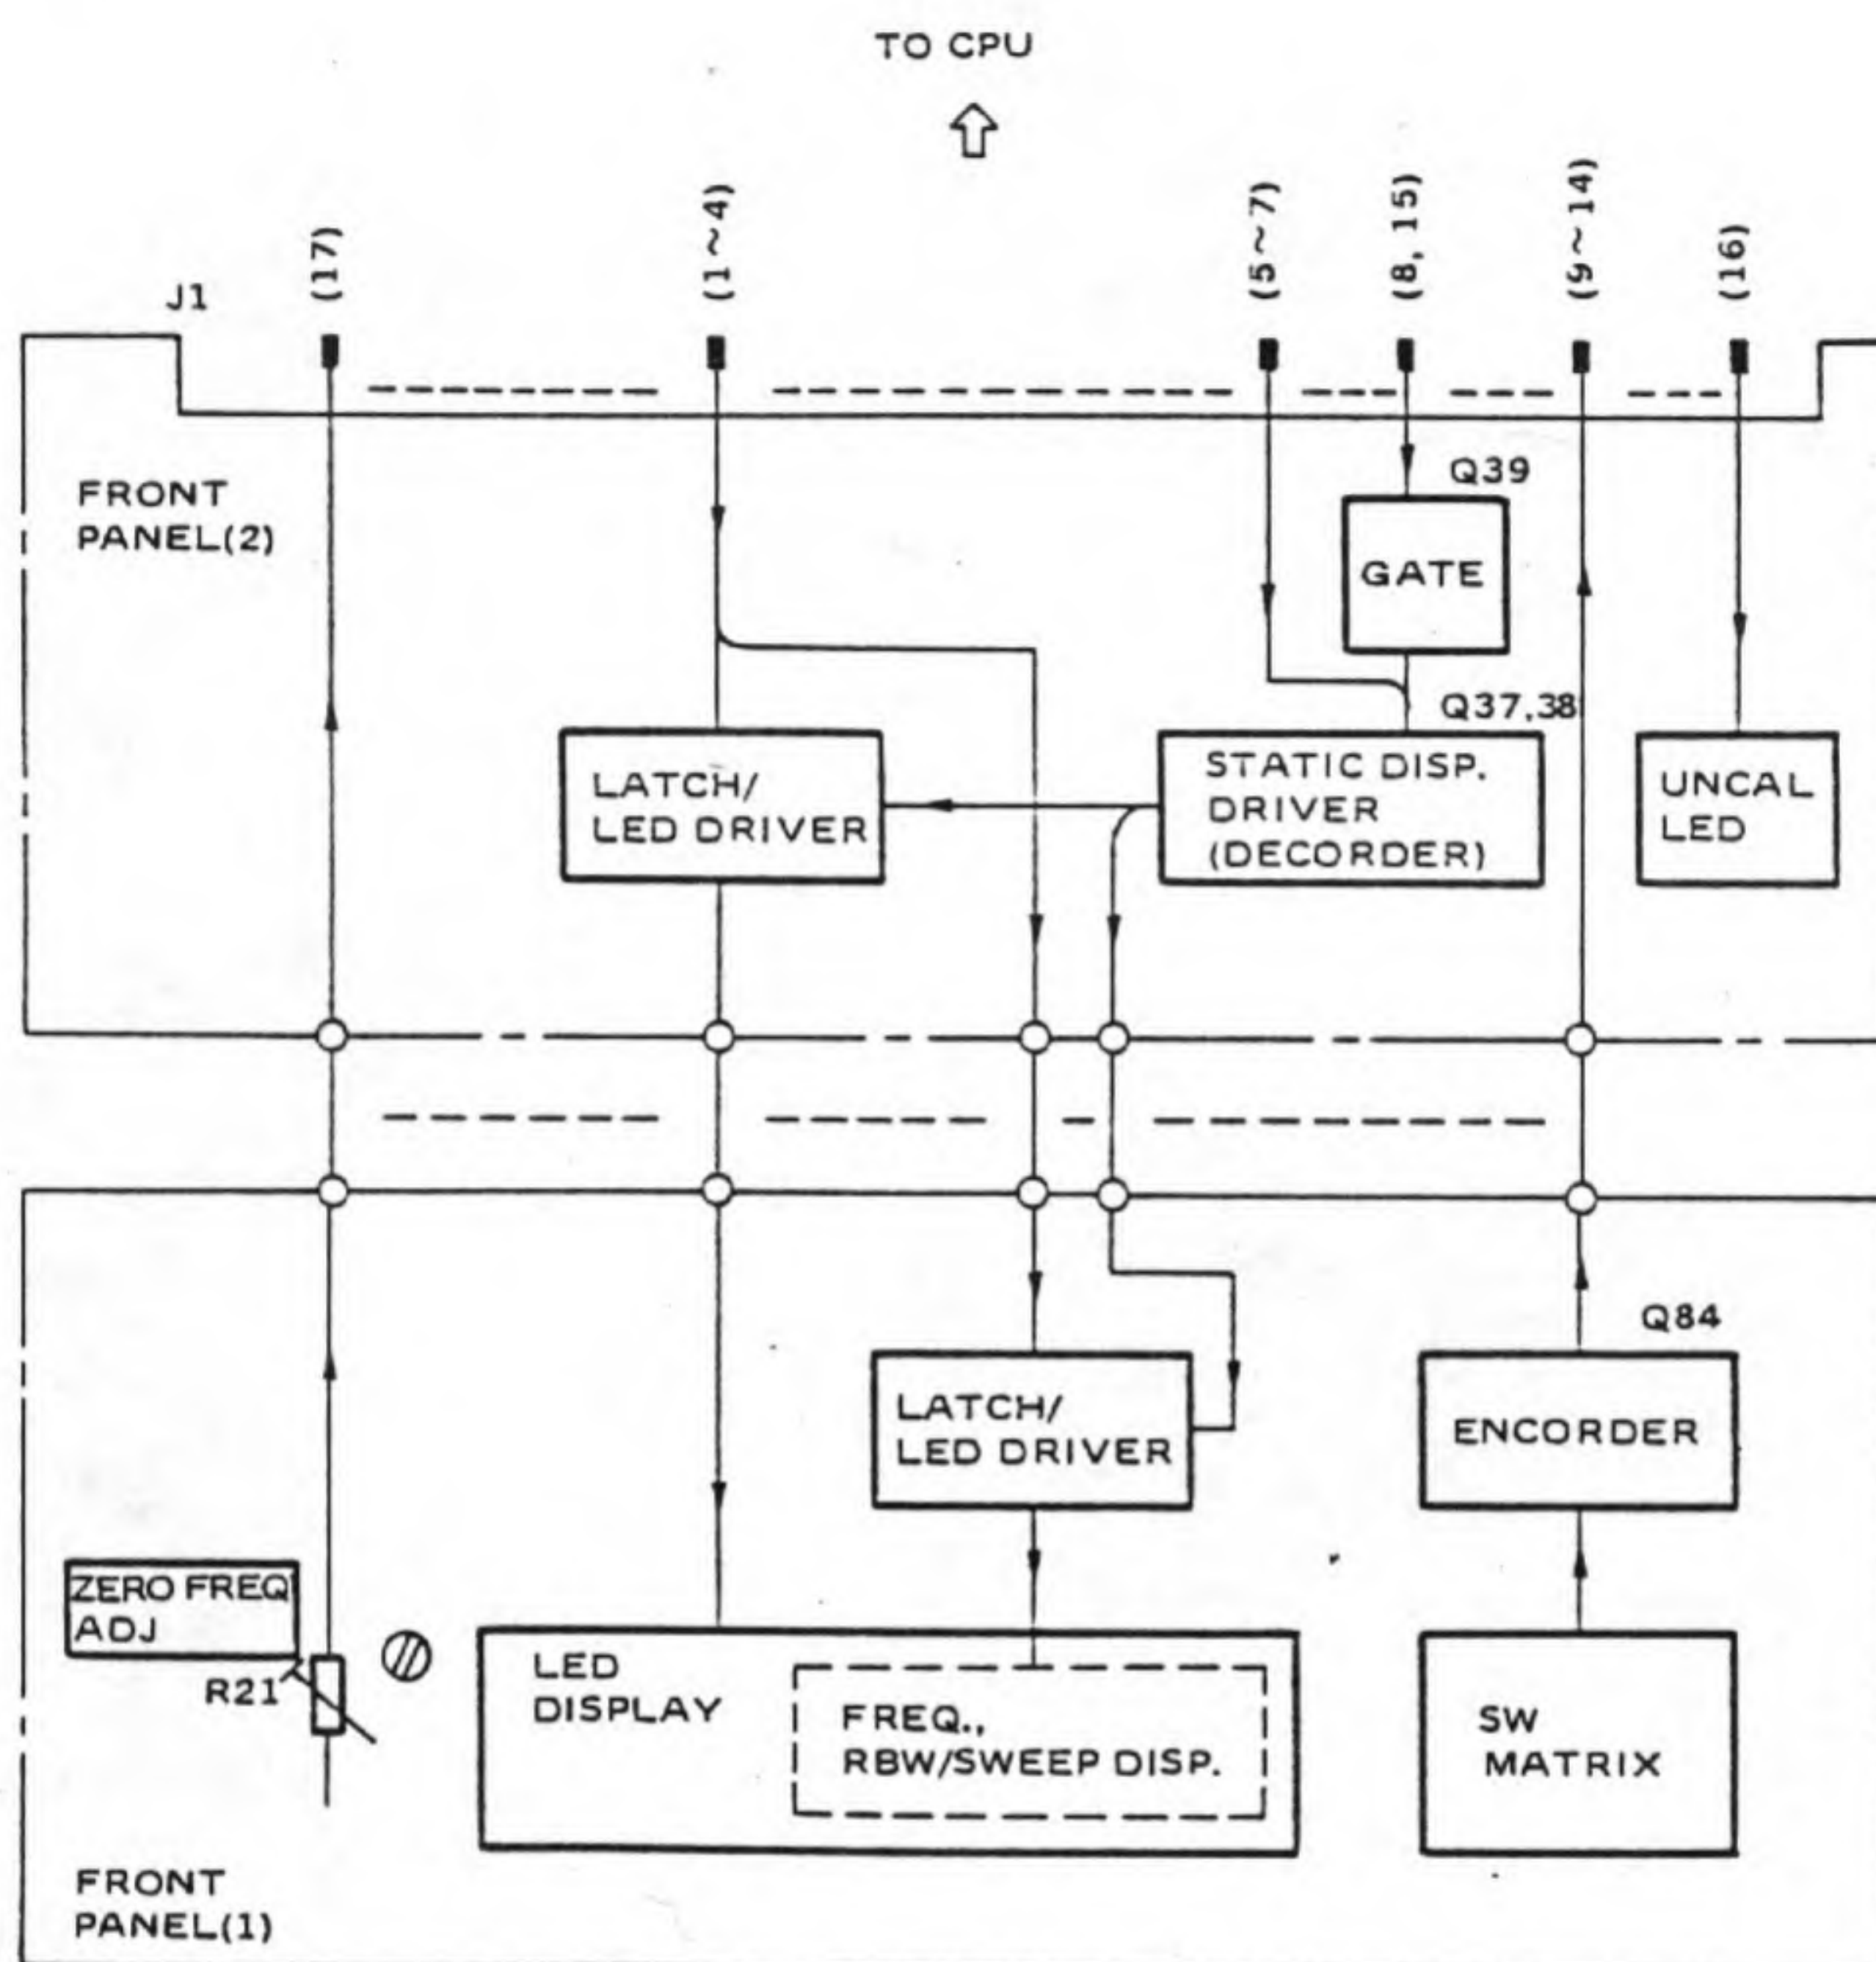 TO CPU
J1
(17)
(1~4)
(5~7)
(8, 15)
(9~14)
(16)
FRONT
PANEL(2)
Q39
GATE
Q37,38
LATCH/
LED DRIVER
STATIC DISP.
DRIVER
(DECORDER)
UNCAL
LED
Q84
LATCH/
LED DRIVER
ENCORDER
ZERO FREQ
ADJ
R21
LED
DISPLAY
FREQ.,
RBW/SWEEP DISP.
SW
MATRIX
FRONT
PANEL(1)